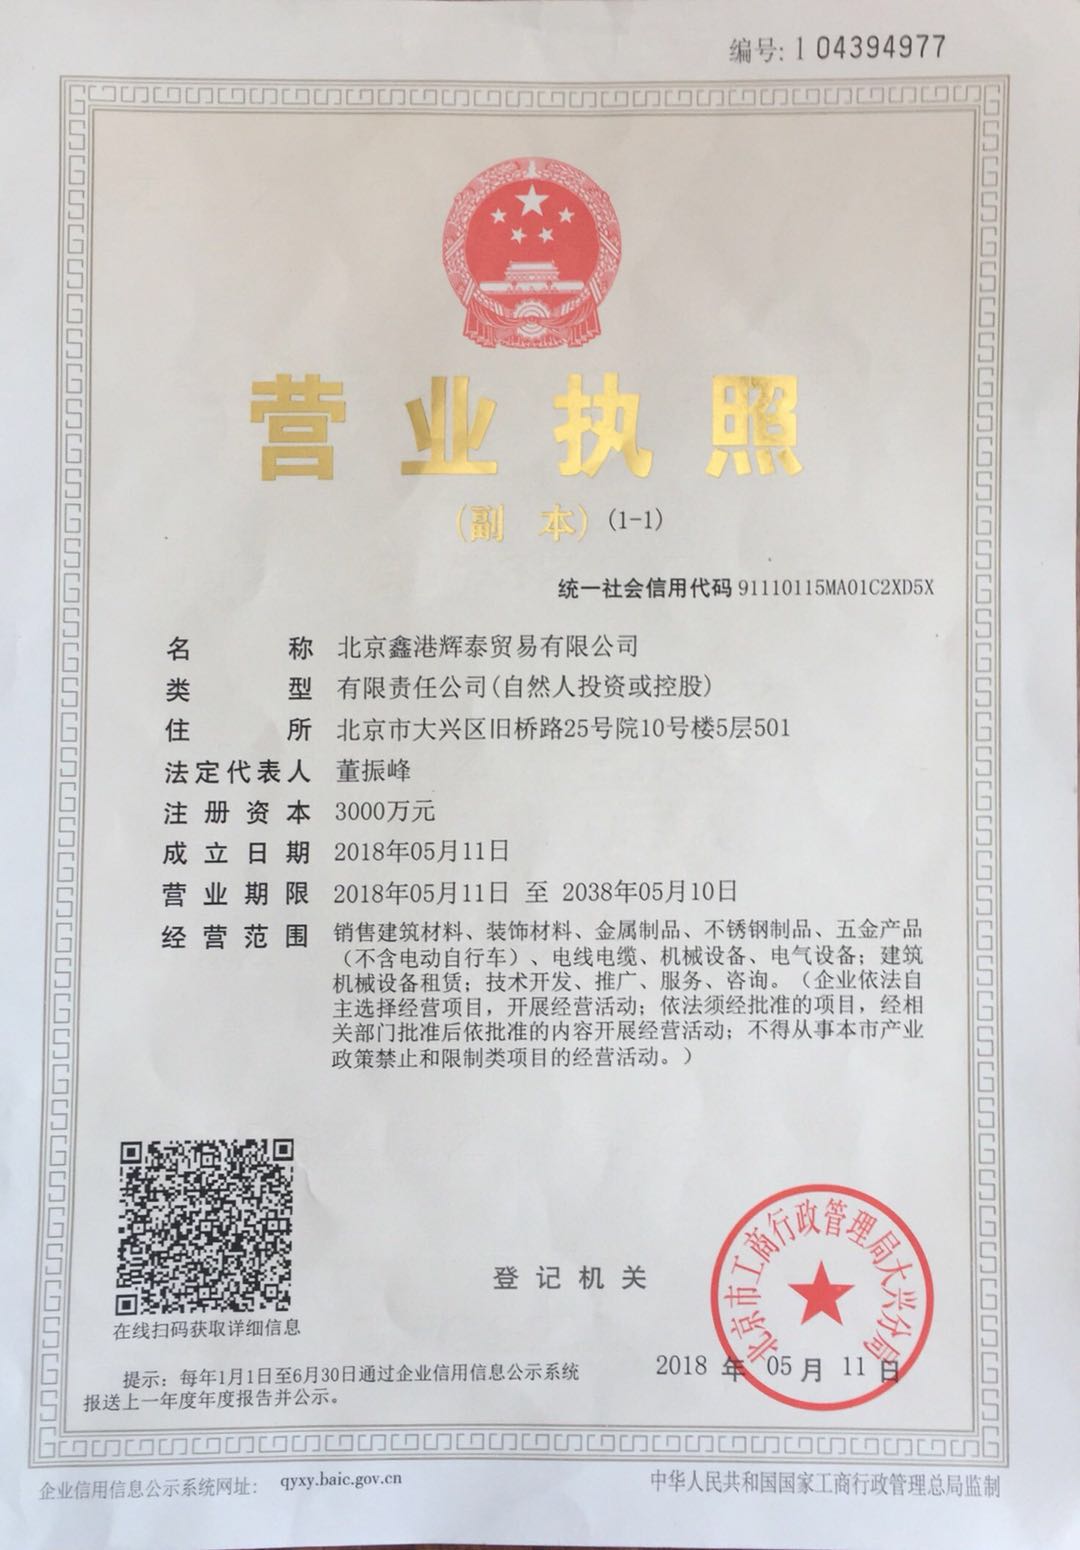 编号: 1 04394977
营业执照
(副 本) (1-1)
统一社会信用代码 91110115MA01C2XD5X
名 称 北京鑫港辉泰贸易有限公司
类 型 有限责任公司(自然人投资或控股)
住 所 北京市大兴区旧桥路25号院10号楼5层501
法定代表人 董振峰
注册资本 3000万元
成立日期 2018年05月11日
营业期限 2018年05月11日 至 2038年05月10日
经营范围 销售建筑材料、装饰材料、金属制品、不锈钢制品、五金产品
（不含电动自行车）、电线电缆、机械设备、电气设备；建筑
机械设备租赁；技术开发、推广、服务、咨询。（企业依法自
主选择经营项目，开展经营活动；依法须经批准的项目，经相
关部门批准后依批准的内容开展经营活动；不得从事本市产业
政策禁止和限制类项目的经营活动。）
在线扫码获取详细信息
登记机关
北京市工商行政管理局大兴分局
2018 年 05 月 11 日
提示：每年1月1日至6月30日通过企业信用信息公示系统
报送上一年度年度报告并公示。
企业信用信息公示系统网址： qyxy.baic.gov.cn
中华人民共和国国家工商行政管理总局监制